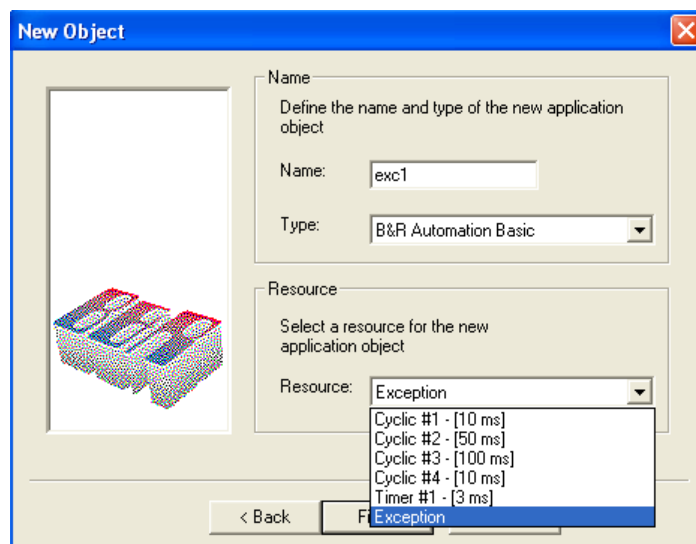 New Object
Name
Define the name and type of the new application
object
Name:
exc1
Type:
B&R Automation Basic
Resource
Select a resource for the new
application object
Resource:
Exception
Cyclic #1 - [10 ms]
Cyclic #2 - [50 ms]
Cyclic #3 - [100 ms]
Cyclic #4 - [10 ms]
Timer #1 - [3 ms]
Exception
< Back